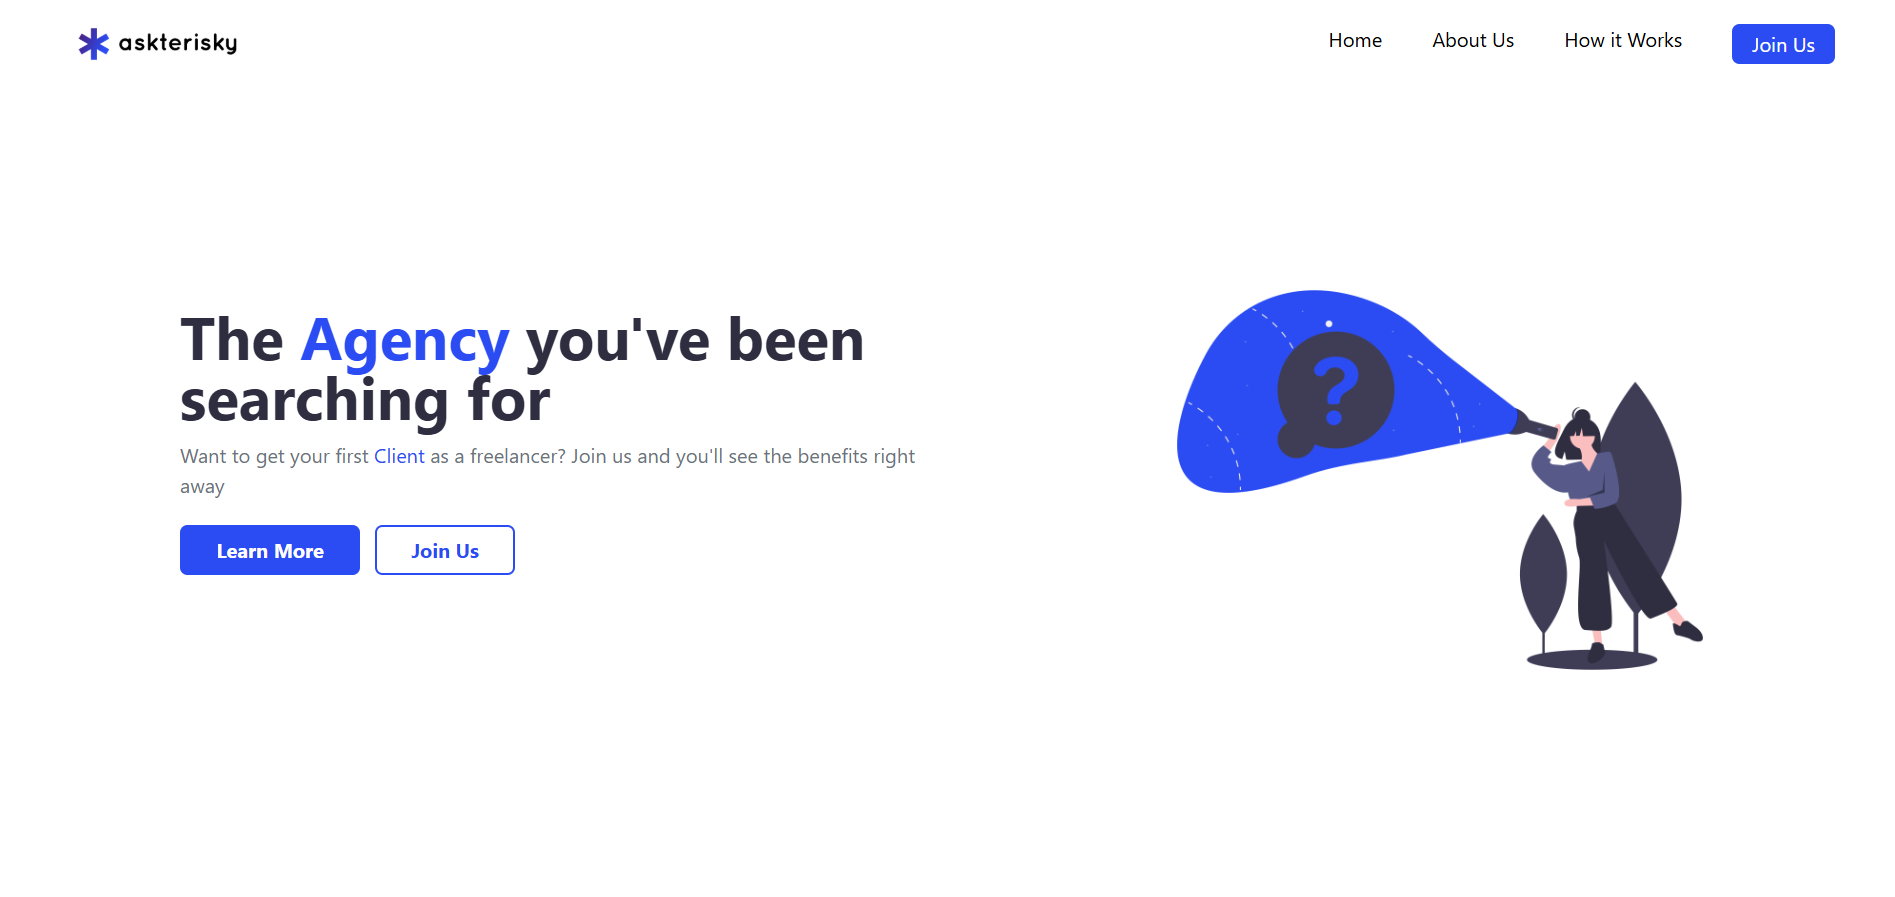 askterisky
Home About Us How it Works Join Us
The Agency you've been
searching for
Want to get your first Client as a freelancer? Join us and you'll see the benefits right
away
Learn More Join Us
?